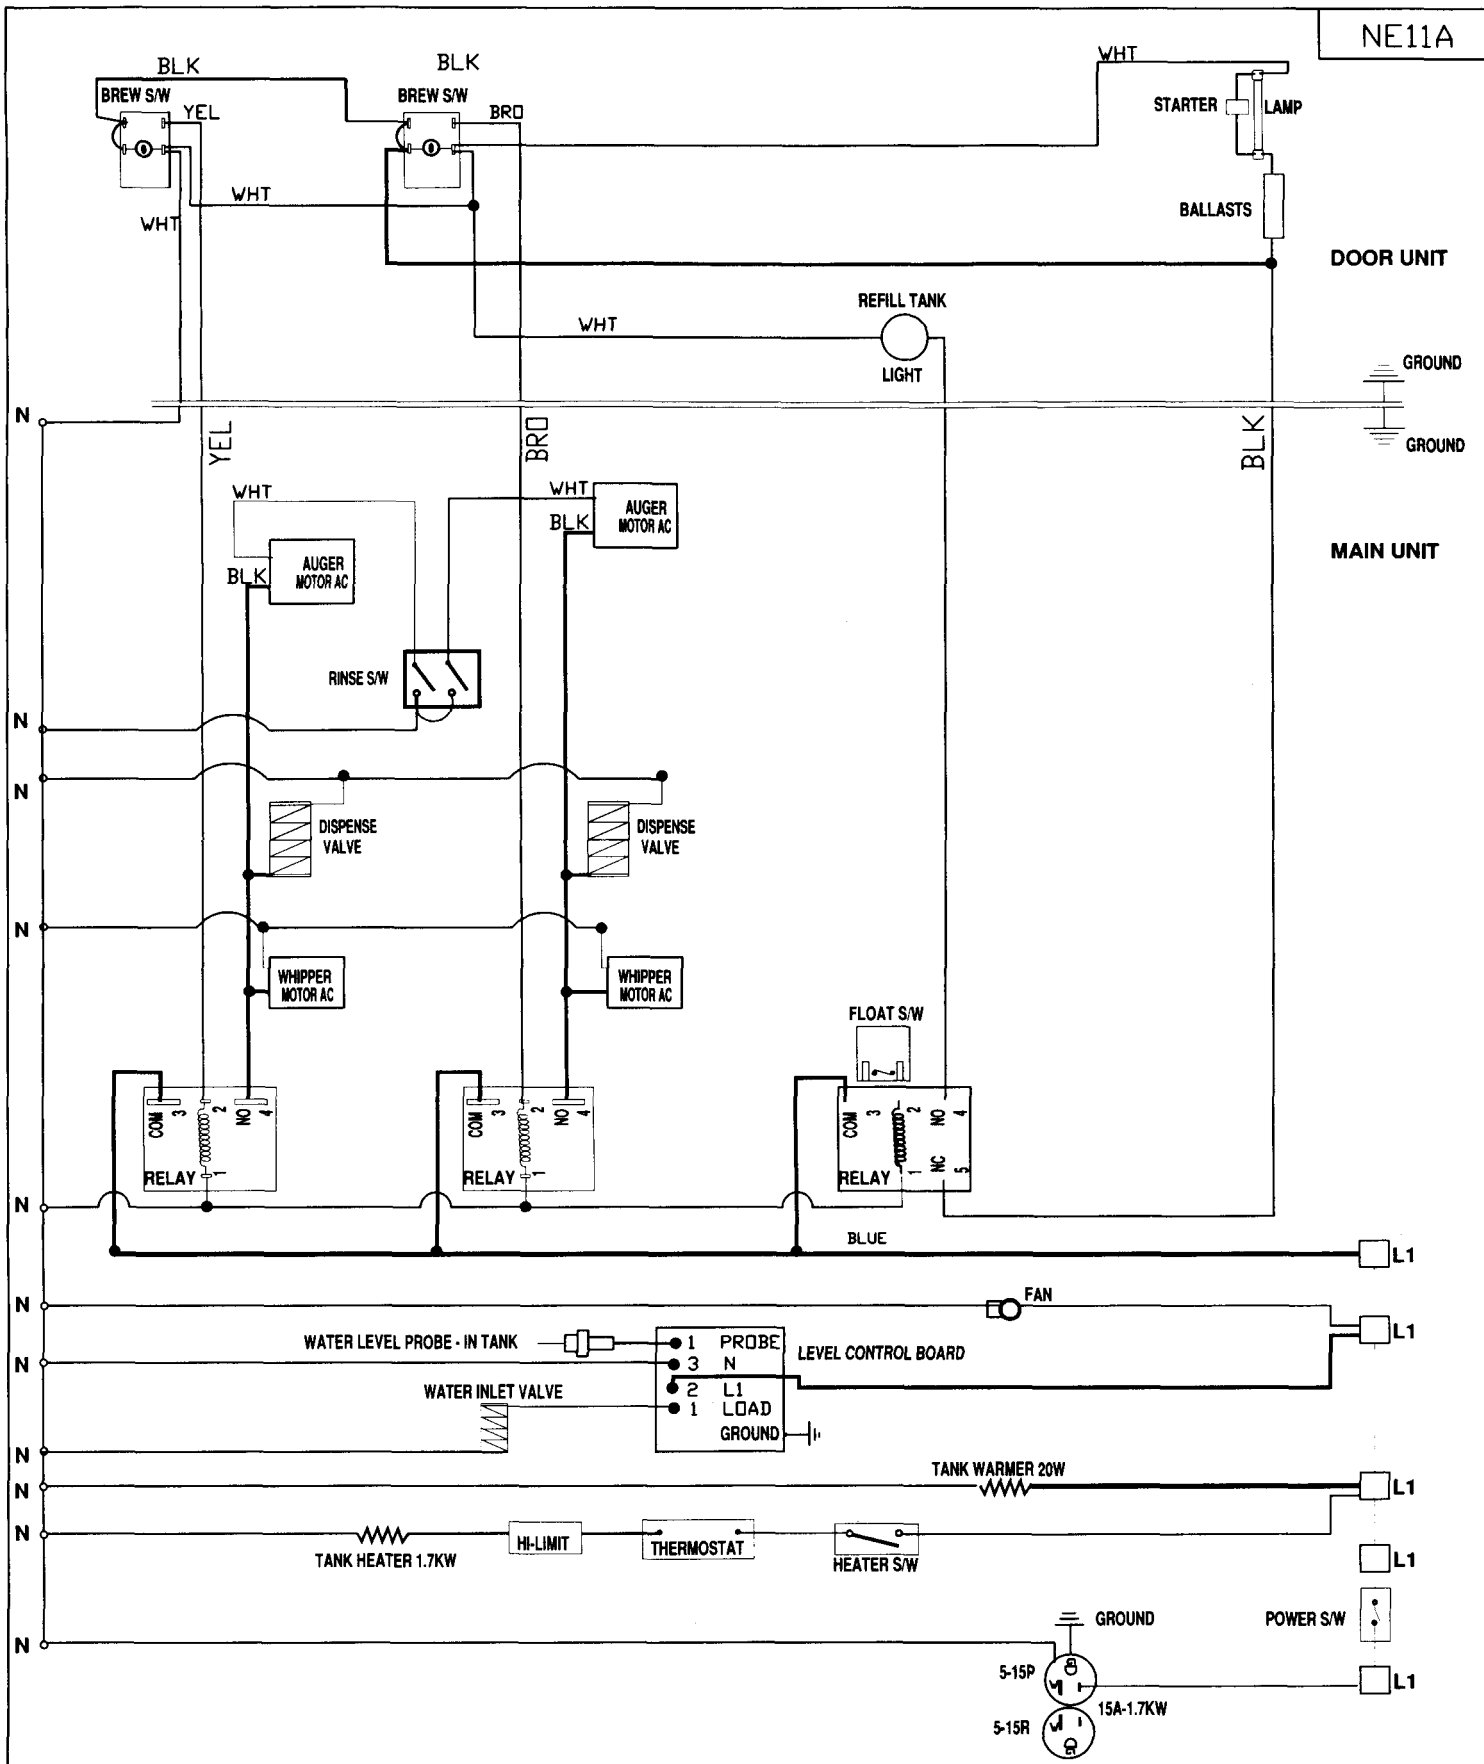 NE11A
BLK
BLK
WHT
BREW S/W
BREW S/W
YEL
BRO
STARTER
LAMP
WHT
WHT
BALLASTS
DOOR UNIT
REFILL TANK
WHT
LIGHT
GROUND
N
YEL
BRO
BLK
GROUND
WHT
WHT
AUGER
MOTOR AC
BLK
MAIN UNIT
AUGER
MOTOR AC
BLK
RINSE S/W
N
N
DISPENSE
VALVE
DISPENSE
VALVE
N
WHIPPER
MOTOR AC
WHIPPER
MOTOR AC
FLOAT S/W
COM 3 2 NO 4
RELAY 1
COM 3 2 NO 4
RELAY 1
COM 3 2 NO 4
RELAY 1 NC 5
N
BLUE
L1
N
FAN
L1
WATER LEVEL PROBE - IN TANK
1 PROBE
LEVEL CONTROL BOARD
N
3 N
WATER INLET VALVE
2 L1
1 LOAD
GROUND
N
TANK WARMER 20W
N
L1
N
HI-LIMIT
THERMOSTAT
TANK HEATER 1.7KW
HEATER S/W
L1
GROUND
POWER S/W
N
5-15P
L1
15A-1.7KW
5-15R